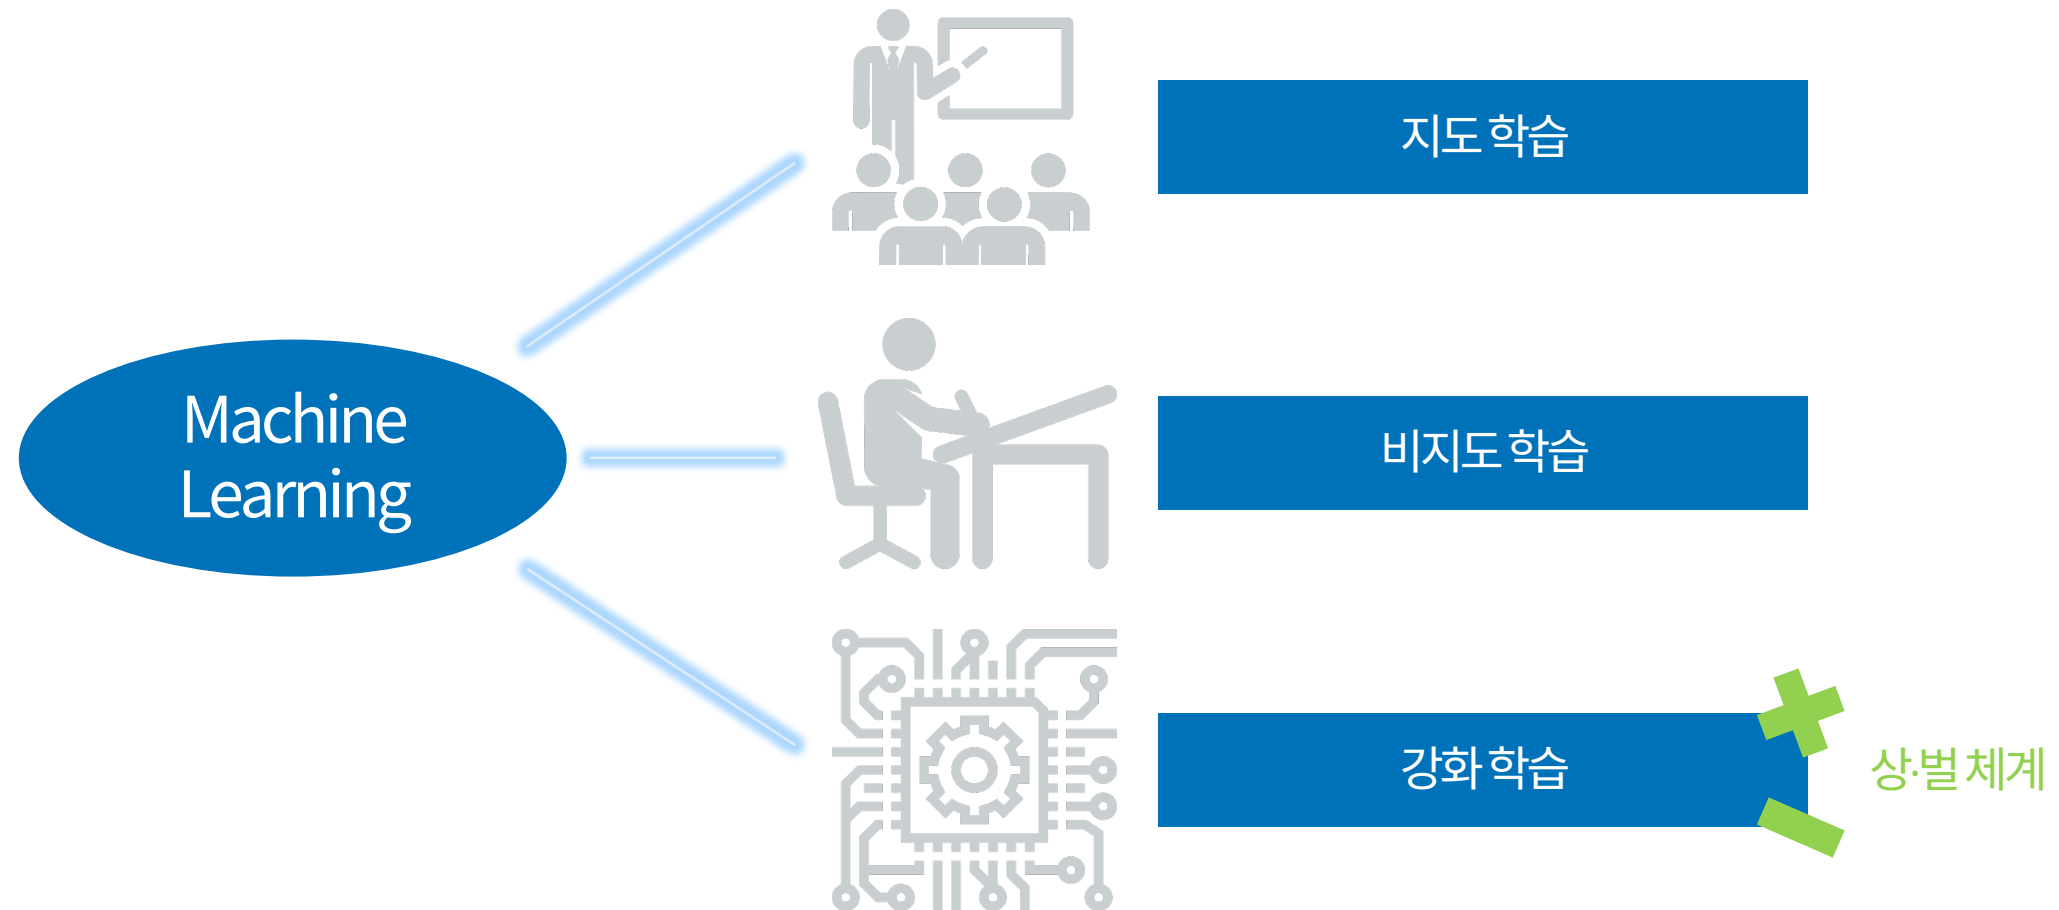 Machine
Learning
지도 학습
비지도 학습
강화 학습
상·벌 체계